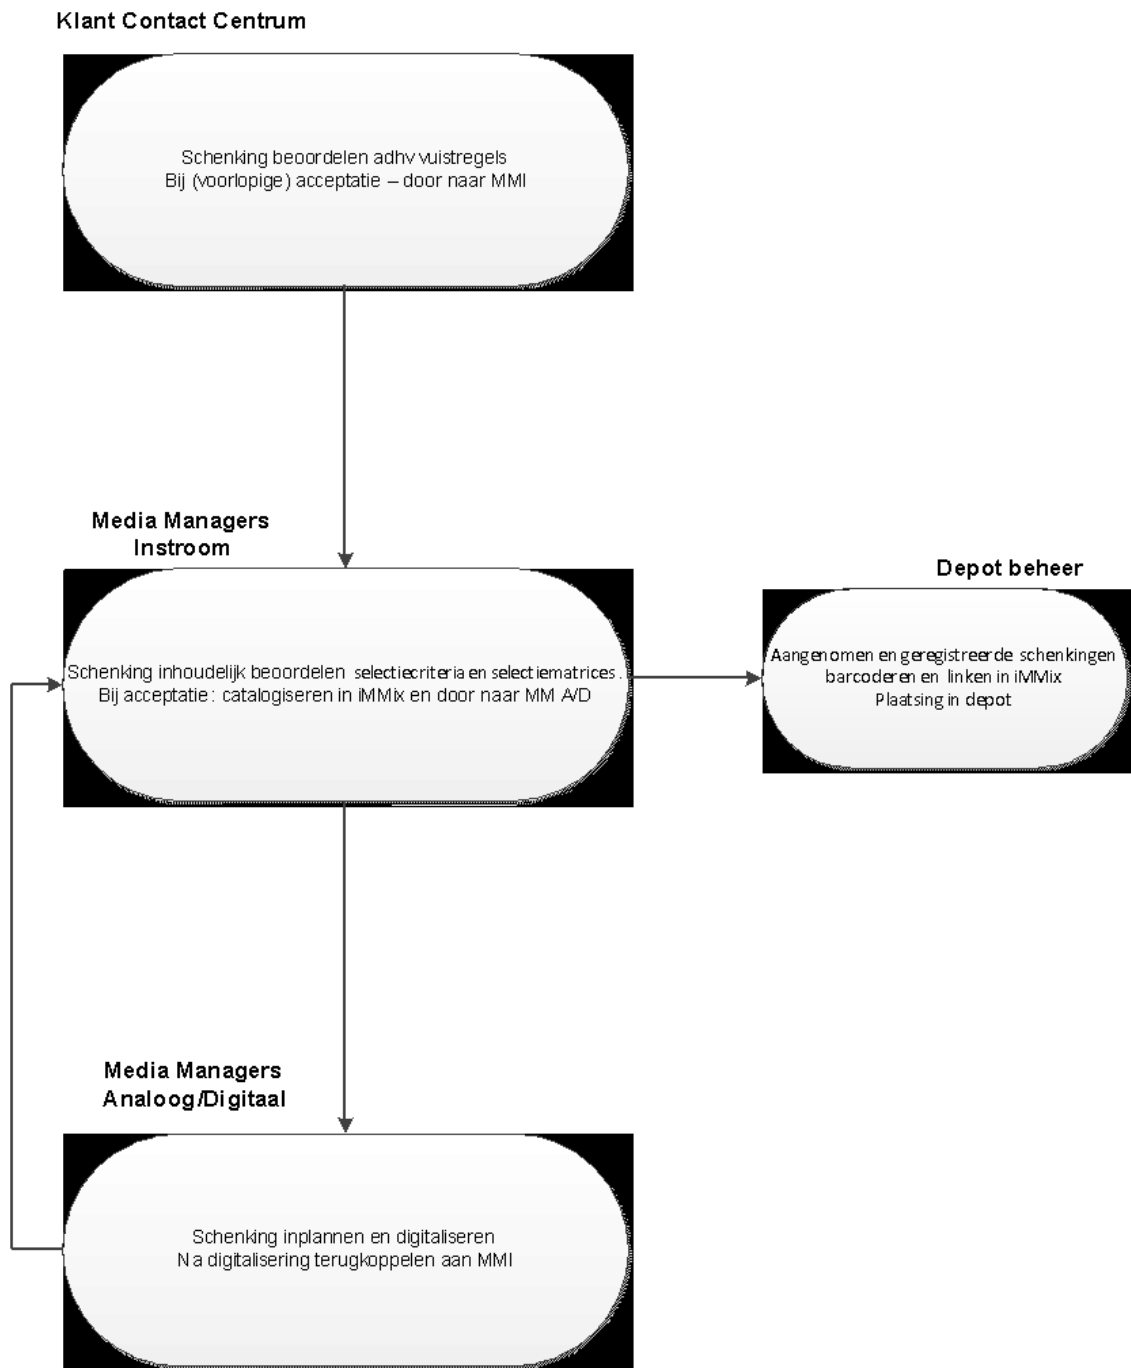 Klant Contact Centrum
Schenking beoordelen adhv vuistregels
Bij (voorlopige) acceptatie – door naar MMI
Media Managers
Instroom
Schenking inhoudelijk beoordelen selectiecriteria en selectiematrices.
Bij acceptatie: catalogiseren in iMMix en door naar MM A/D
Depot beheer
Aangenomen en geregistreerde schenkingen
barcoderen en linken in iMMix
Plaatsing in depot
Media Managers
Analoog/Digitaal
Schenking inplannen en digitaliseren
Na digitalisering terugkoppelen aan MMI